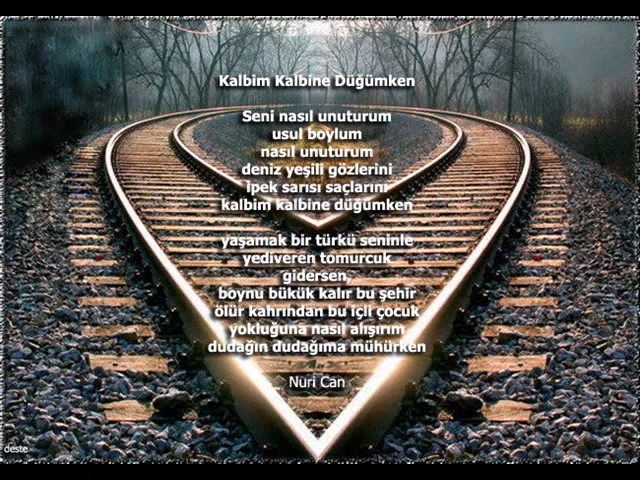 Kalbim Kalbine Düğümken
Seni nasıl unuturum
usul boylum
nasıl unuturum
deniz yeşili gözlerini
ipek sarısı saçlarını
kalbim kalbine düğümken
yaşamak bir türkü seninle
yediveren tomurcuk
gidersen,
boynu bükük kalır bu şehir
ölür kahrından bu içli çocuk
yokluğuna nasıl alışırım
dudağın dudağıma mühürken
Nuri Can
deste